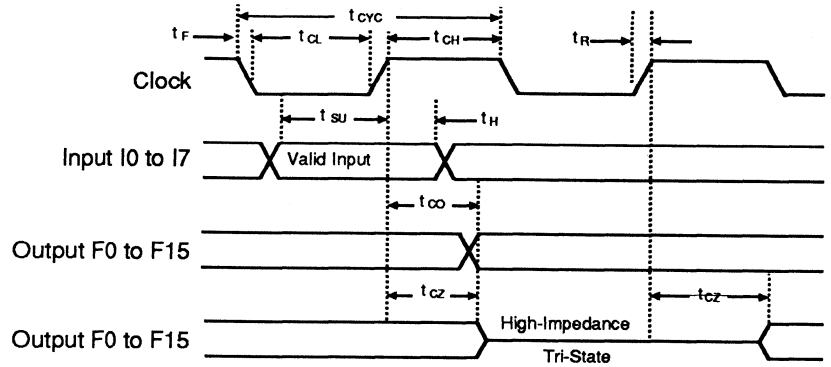 t CYC
t F
t CL
t CH
t R
Clock
t SU
t H
Input I0 to I7
Valid Input
t CO
Output F0 to F15
t CZ
t CZ
High-Impedance
Output F0 to F15
Tri-State